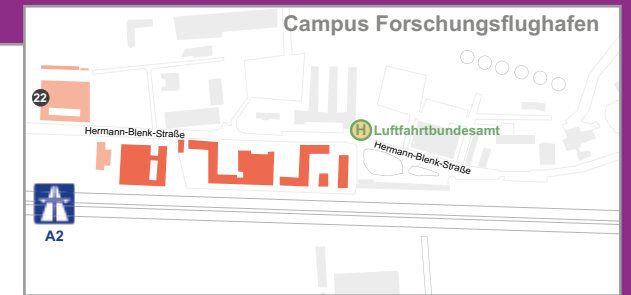 Campus Forschungsflughafen
22
Hermann-Blenk-Straße
H Luftfahrtbundesamt
Hermann-Blenk-Straße
A2